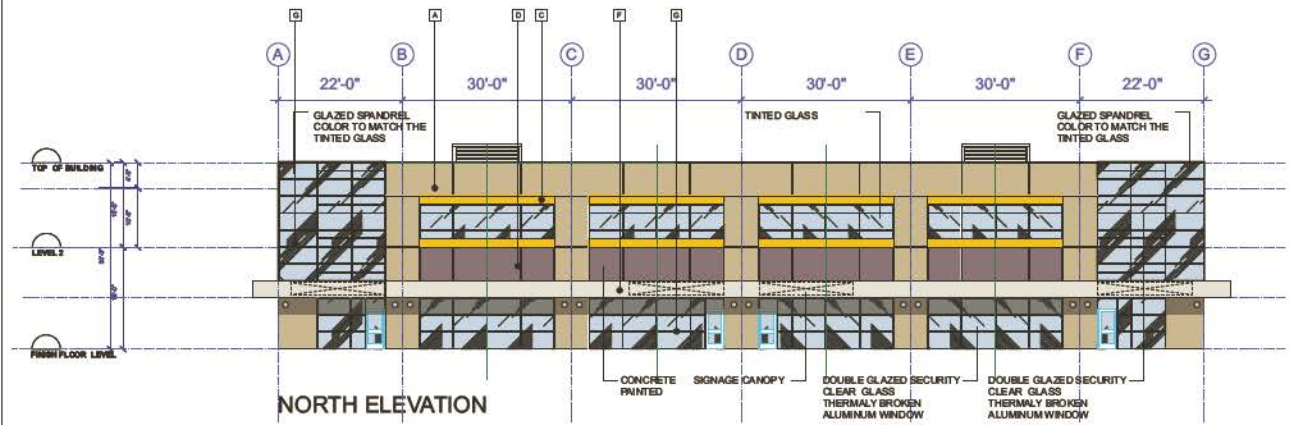 G A D C F G
A B C D E F G
22'-0" 30'-0" 30'-0" 30'-0" 30'-0" 22'-0"
GLAZED SPANDREL
COLOR TO MATCH THE
TINTED GLASS
TINTED GLASS
GLAZED SPANDREL
COLOR TO MATCH THE
TINTED GLASS
TOP OF BUILDING
LEVEL 2
FINISH FLOOR LEVEL
CONCRETE
PAINTED
SIGNAGE CANOPY
DOUBLE GLAZED SECURITY
CLEAR GLASS
THERMALY BROKEN
ALUMINUM WINDOW
DOUBLE GLAZED SECURITY
CLEAR GLASS
THERMALY BROKEN
ALUMINUM WINDOW
NORTH ELEVATION